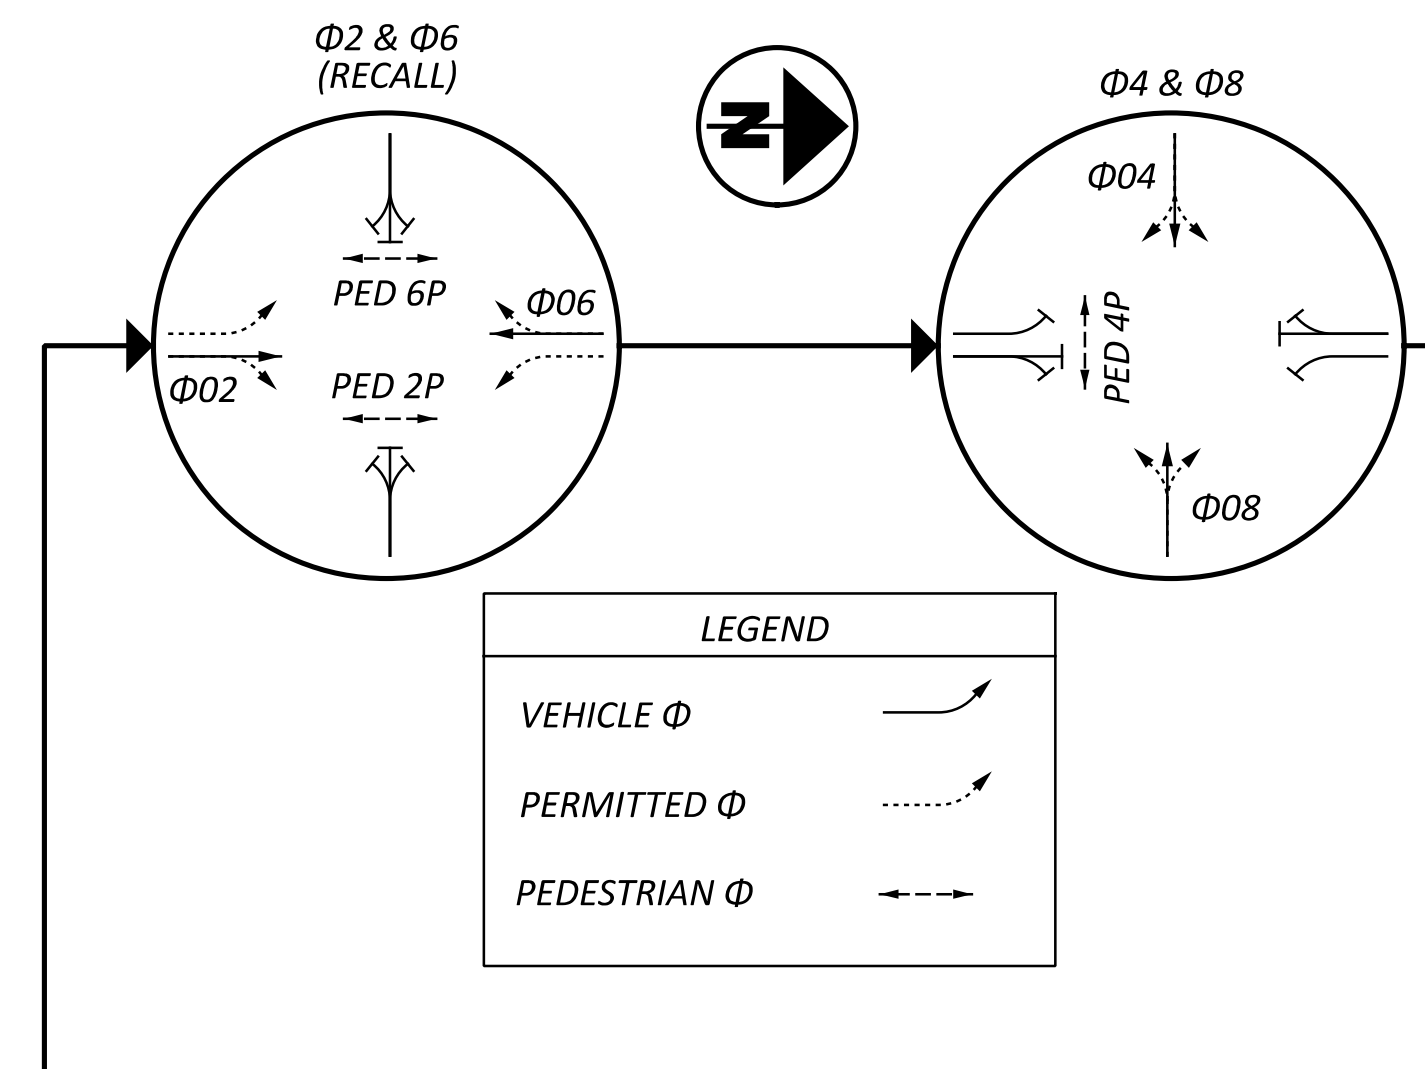 Φ2 & Φ6
(RECALL)
N
Φ4 & Φ8
Φ04
PED 6P
Φ06
Φ02
PED 2P
PED 4P
Φ08
LEGEND
VEHICLE Φ
PERMITTED Φ
PEDESTRIAN Φ